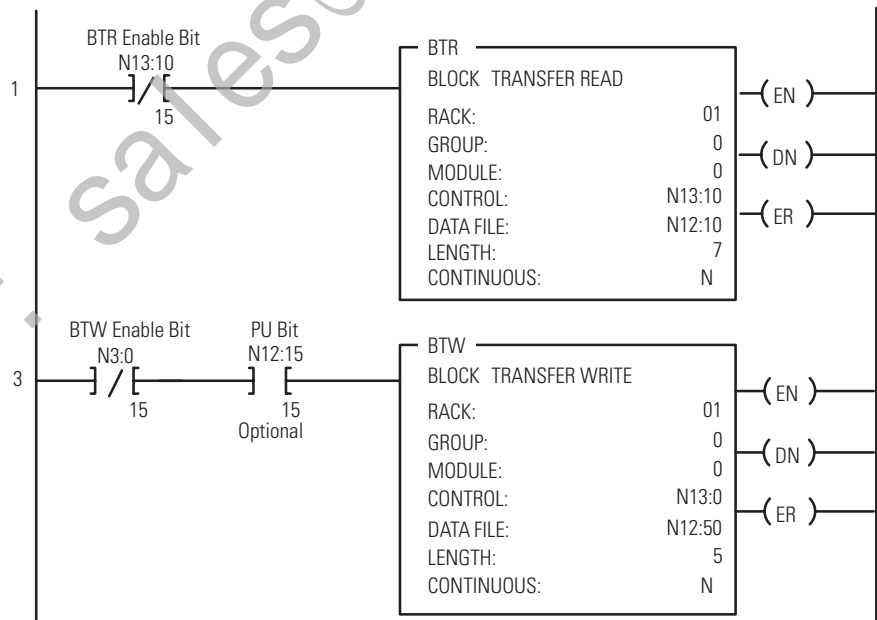 BTR Enable Bit
N13:10
15
1
BTR
BLOCK TRANSFER READ
RACK: 01
GROUP: 0
MODULE: 0
CONTROL: N13:10
DATA FILE: N12:10
LENGTH: 7
CONTINUOUS: N
EN
DN
ER
BTW Enable Bit
N3:0
15
PU Bit
N12:15
15
Optional
3
BTW
BLOCK TRANSFER WRITE
RACK: 01
GROUP: 0
MODULE: 0
CONTROL: N13:0
DATA FILE: N12:50
LENGTH: 5
CONTINUOUS: N
EN
DN
ER
sales